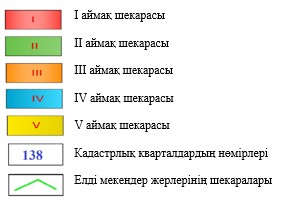 I I аймақ шекарасы
II II аймақ шекарасы
III III аймақ шекарасы
IV IV аймақ шекарасы
V V аймақ шекарасы
138 Кадастрлық кварталдардың нөмірлері
Елді мекендер жерлерінің шекаралары